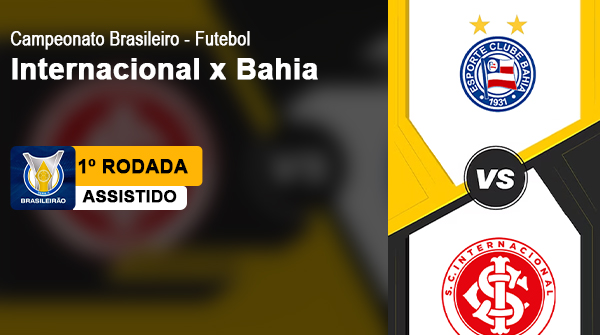 Campeonato Brasileiro - Futebol
Internacional x Bahia
1º RODADA
BRASILEIRÃO
ASSISTIDO
ESPORTE CLUBE BAHIA
1931
VS
S.C.INTERNACIONAL